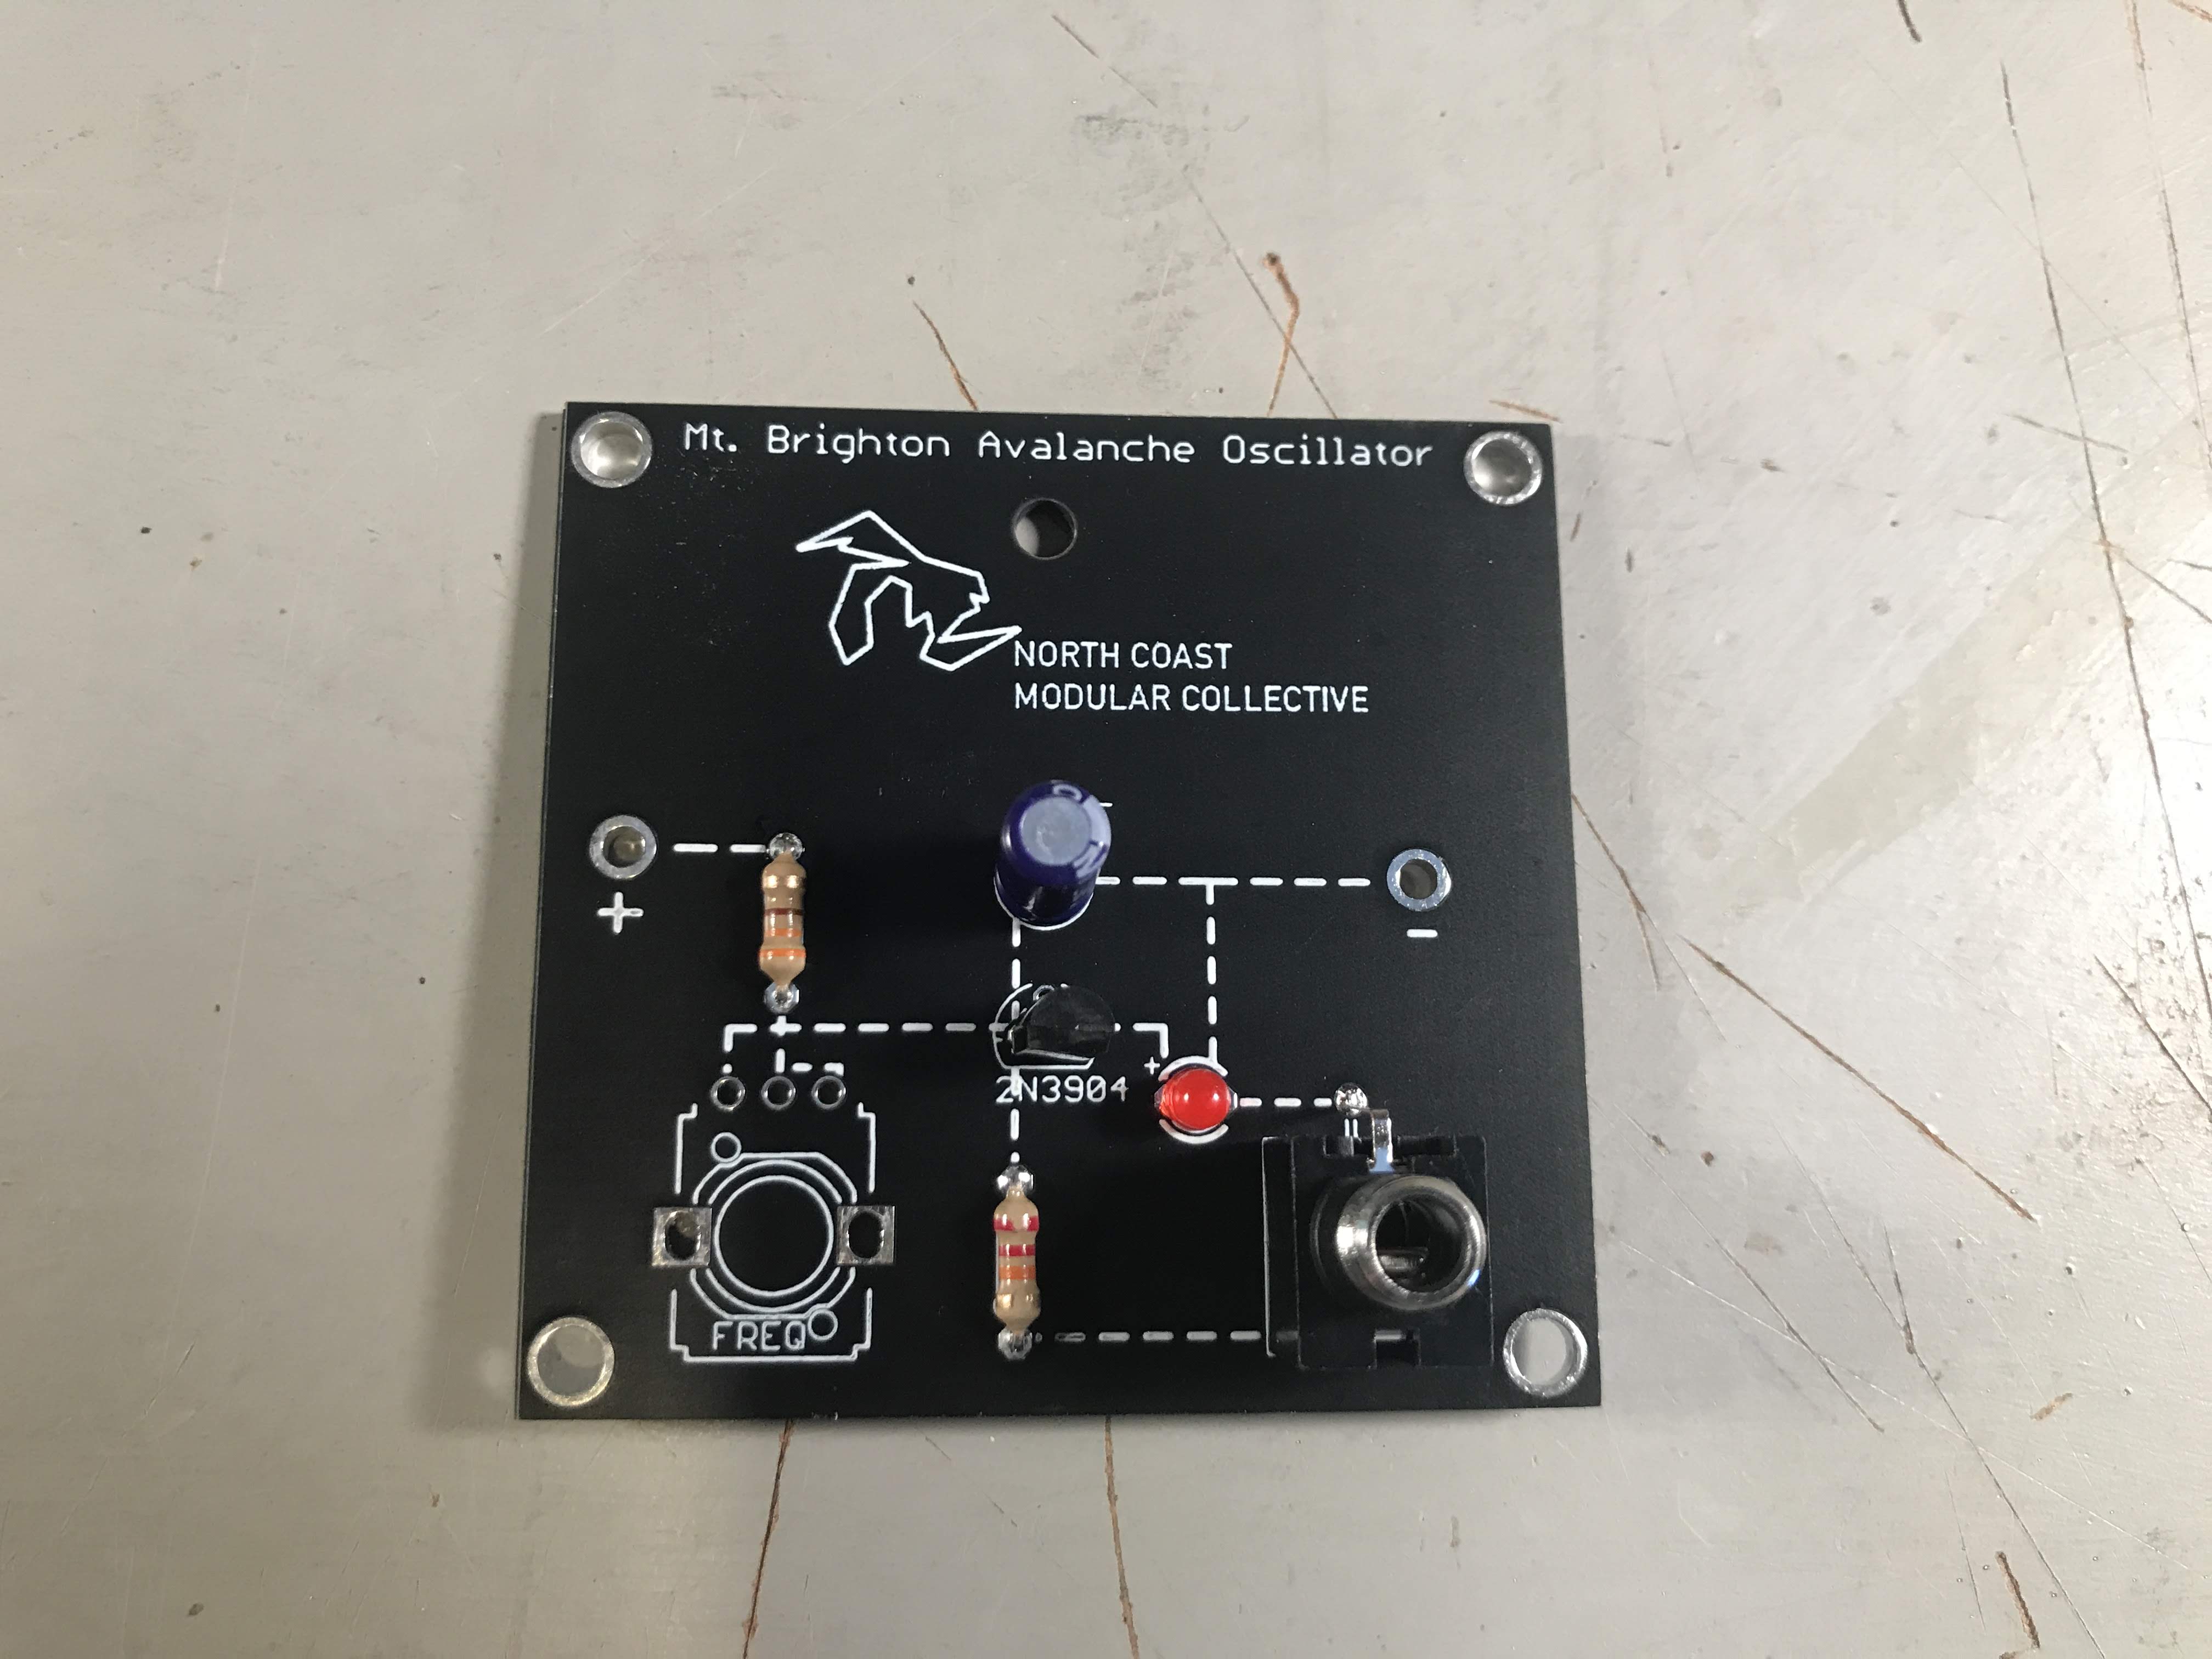 Mt. Brighton Avalanche Oscillator
NORTH COAST
MODULAR COLLECTIVE
+
-
+
2N3904
FREQ